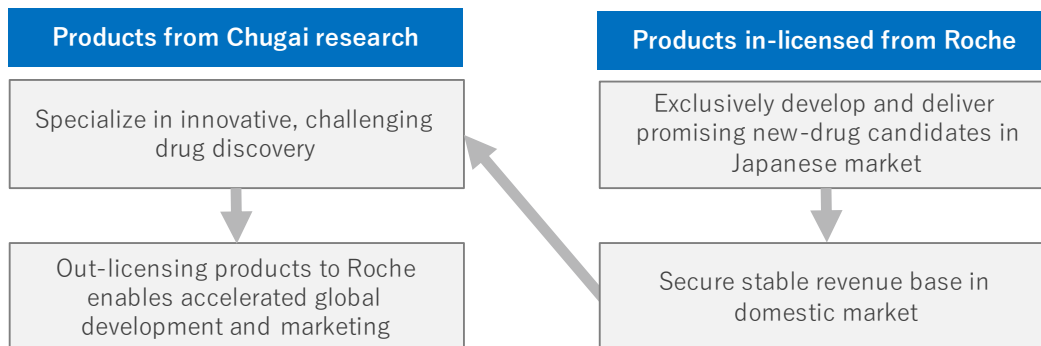 Products from Chugai research
Specialize in innovative, challenging
drug discovery
Out-licensing products to Roche
enables accelerated global
development and marketing
Products in-licensed from Roche
Exclusively develop and deliver
promising new-drug candidates in
Japanese market
Secure stable revenue base in
domestic market